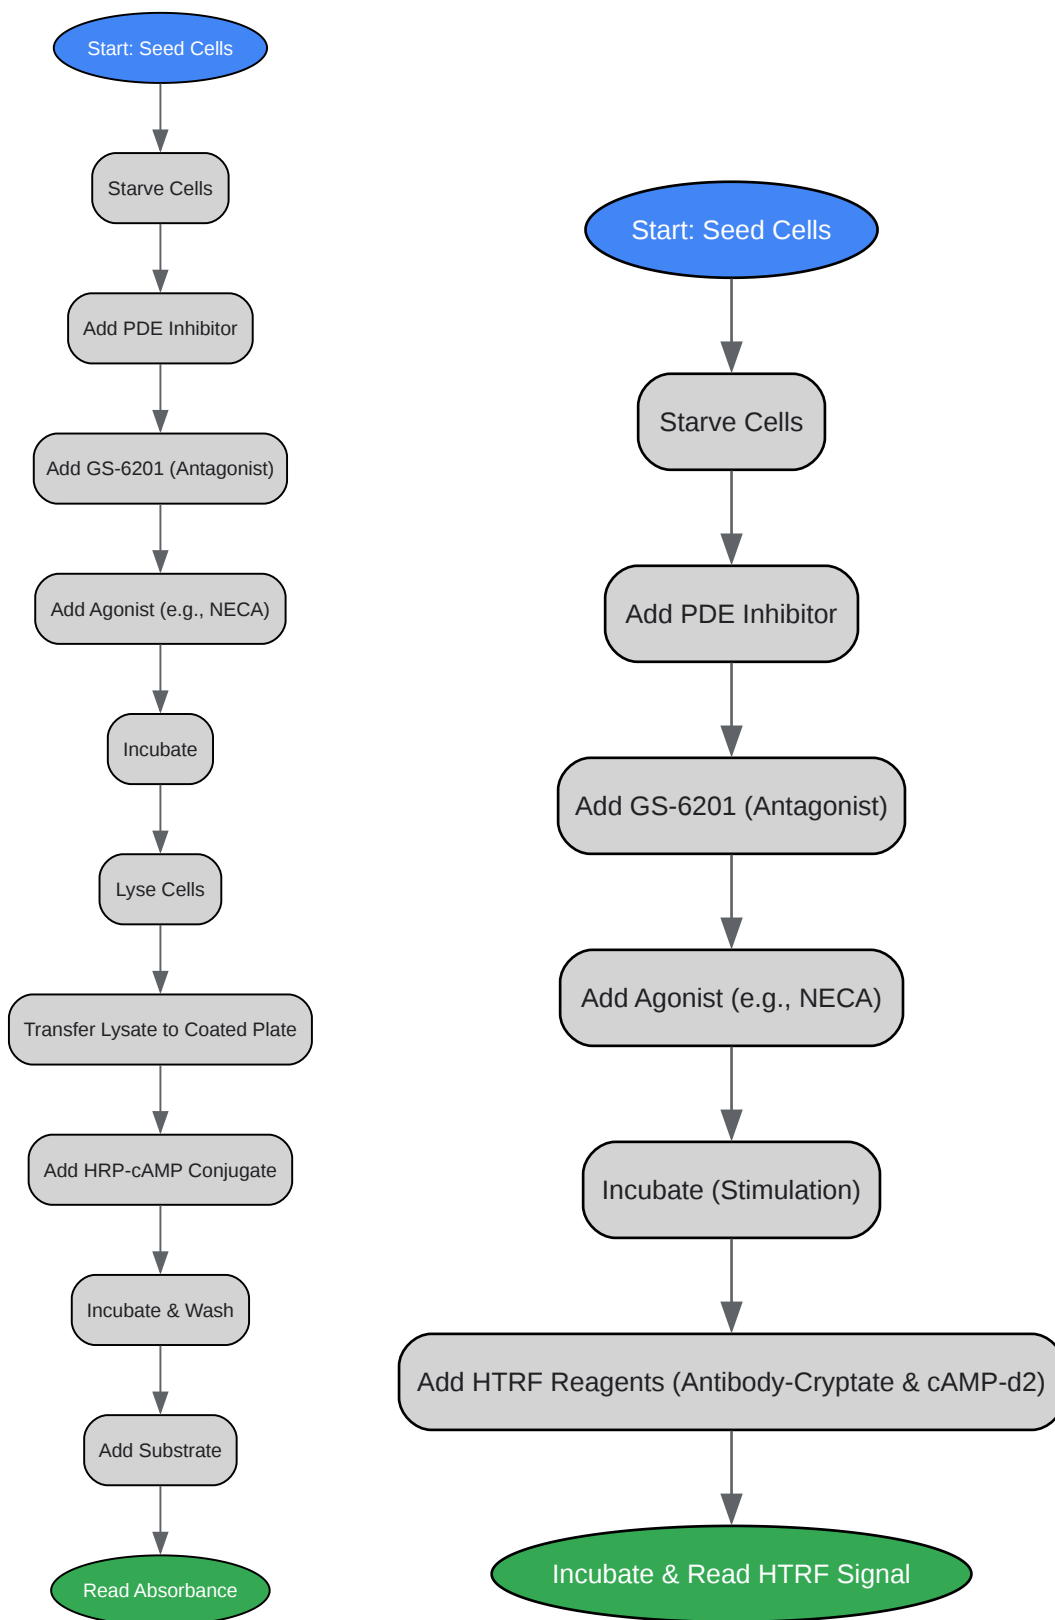 Start: Seed Cells
Starve Cells
Add PDE Inhibitor
Add GS-6201 (Antagonist)
Add Agonist (e.g., NECA)
Incubate
Lyse Cells
Transfer Lysate to Coated Plate
Add HRP-cAMP Conjugate
Incubate & Wash
Add Substrate
Read Absorbance
Start: Seed Cells
Starve Cells
Add PDE Inhibitor
Add GS-6201 (Antagonist)
Add Agonist (e.g., NECA)
Incubate (Stimulation)
Add HTRF Reagents (Antibody-Cryptate & cAMP-d2)
Incubate & Read HTRF Signal